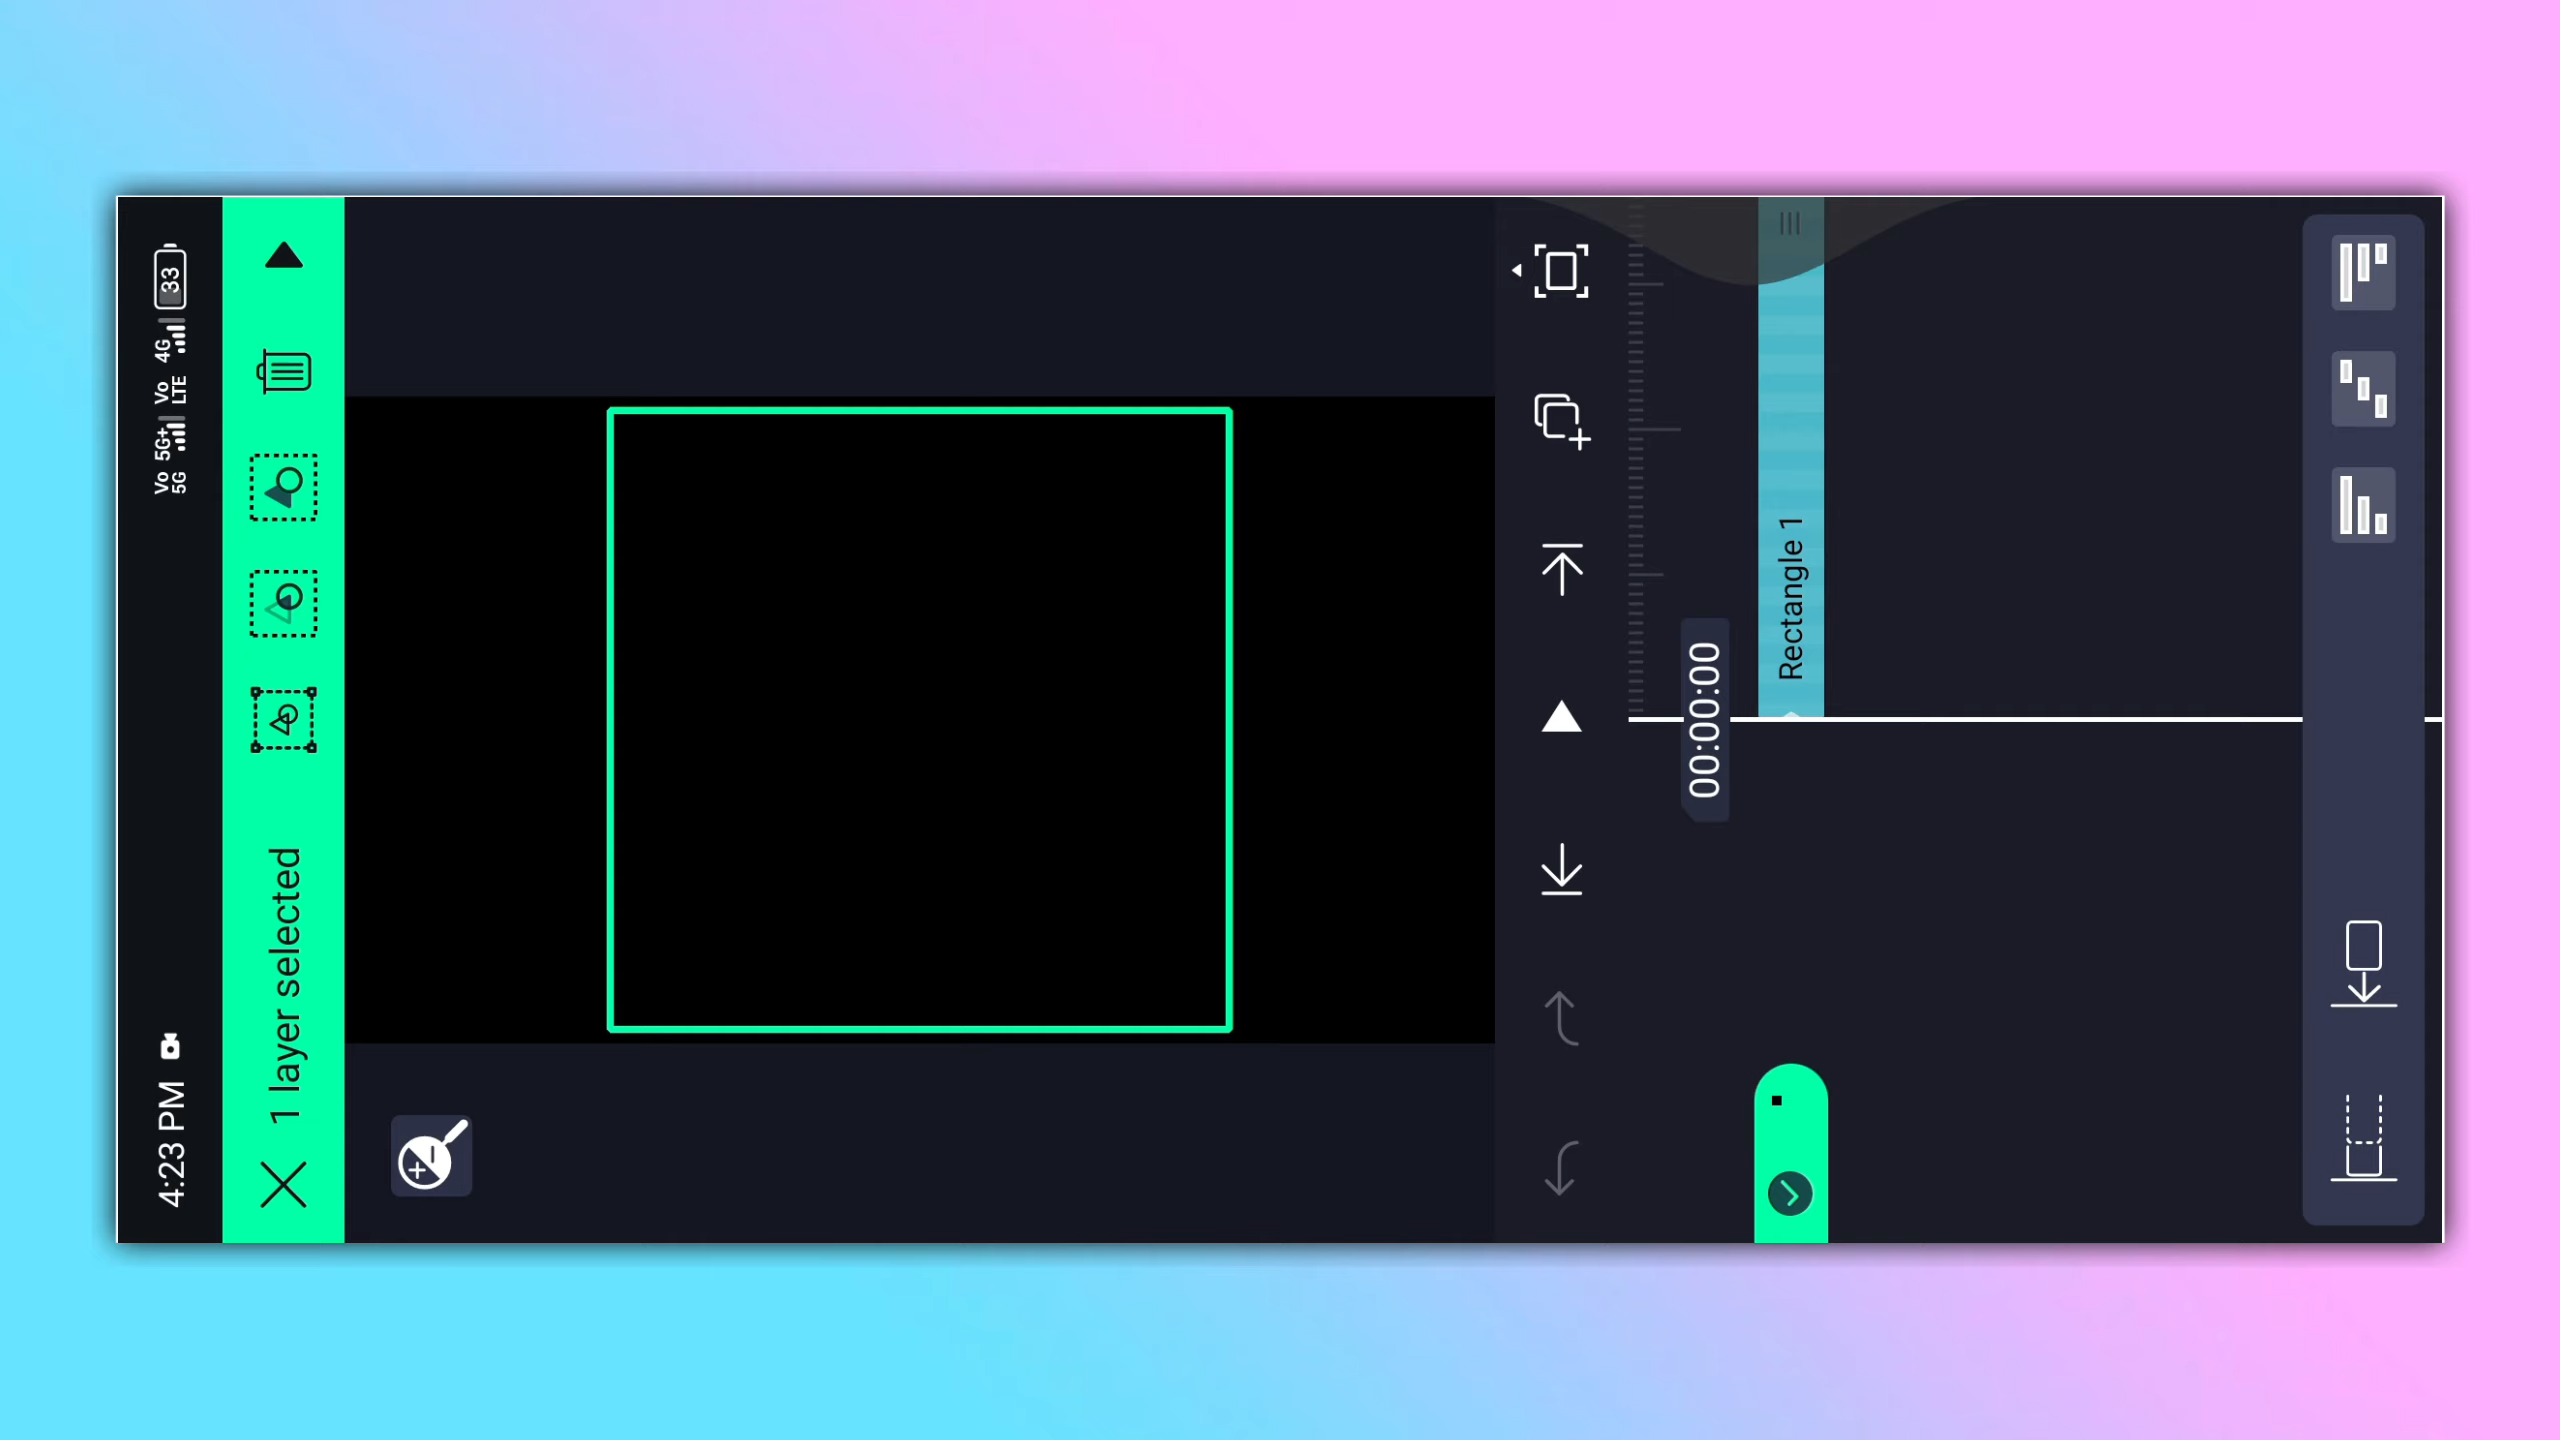 4:23 PM
Vo 5G
5G+
Vo LTE
4G
33
1 layer selected
00:00:00
Rectangle 1